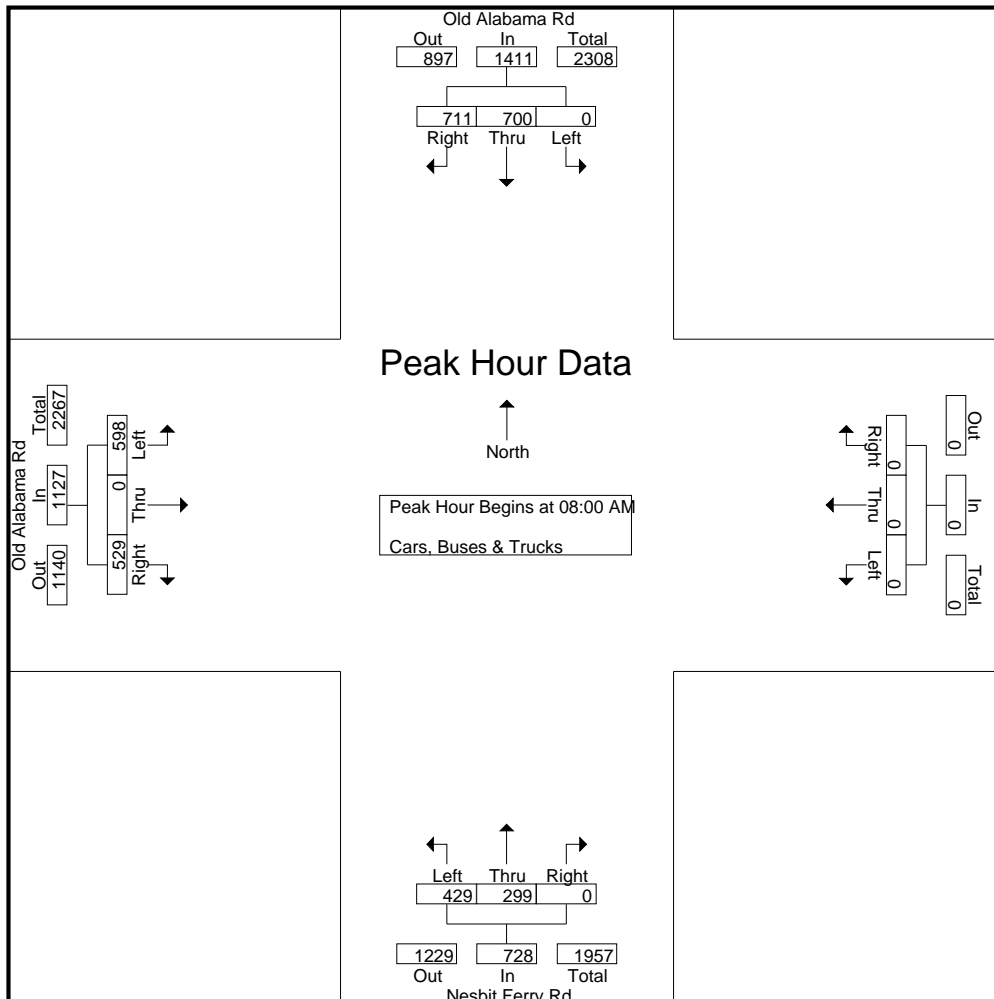 Old Alabama Rd
Out In Total
897 1411 2308
711 700 0
Right Thru Left
Peak Hour Data
North
Peak Hour Begins at 08:00 AM
Cars, Buses & Trucks
Old Alabama Rd
Out In Total
1140 1127 2267
Right Thru Left
529 0 598
Out In Total
0 0 0
Right Thru Left
0 0 0
Left Thru Right
429 299 0
1229 728 1957
Out In Total
Nesbit Ferry Rd